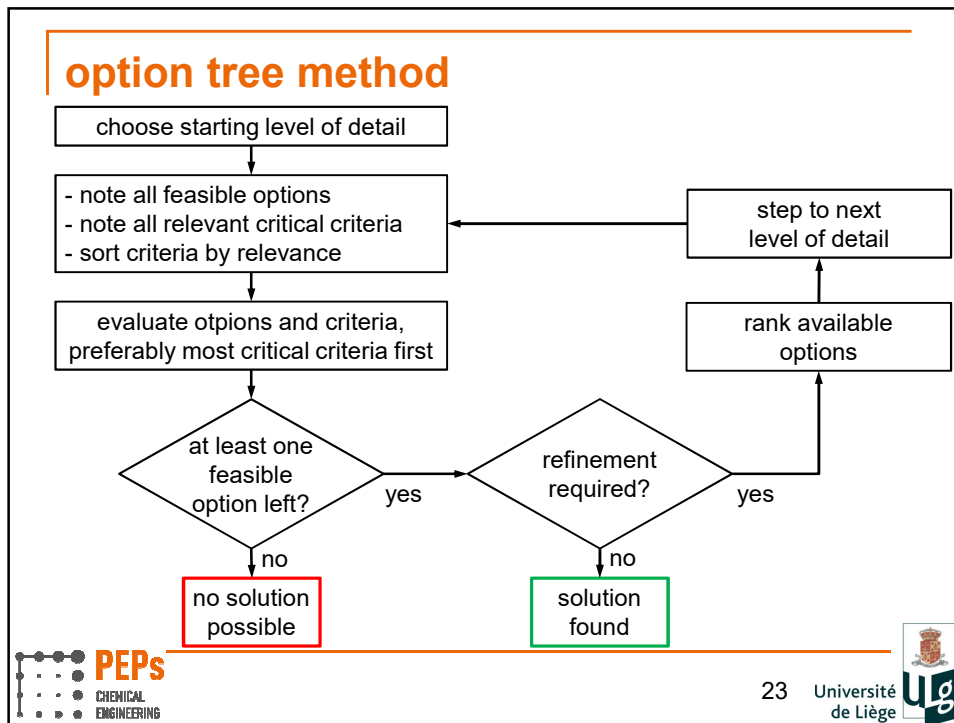 option tree method
choose starting level of detail
- note all feasible options
- note all relevant critical criteria
- sort criteria by relevance
step to next
level of detail
evaluate otpions and criteria,
preferably most critical criteria first
rank available
options
at least one
feasible
option left?
yes
refinement
required?
yes
no
no
no solution
possible
solution
found
PEPs
CHEMICAL
ENGINEERING
23
Université
de Liège
ULg